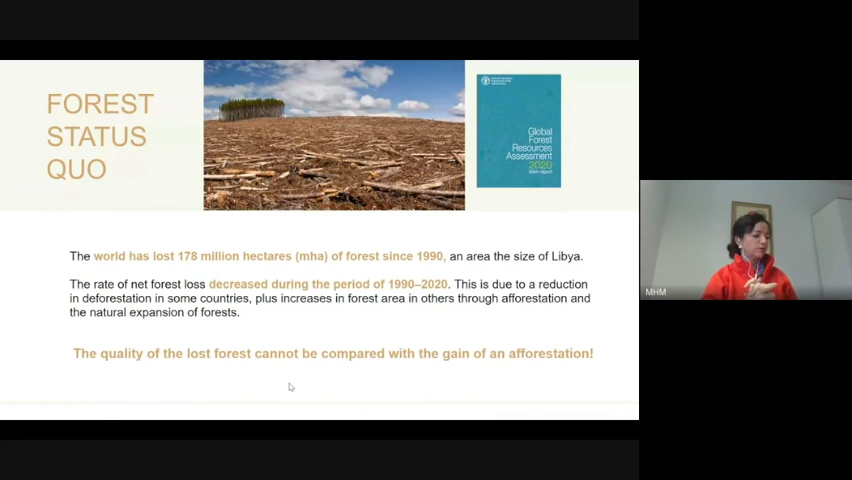 FOREST
STATUS
QUO
Global
Forest
Resources
Assessment
2020
Main report
The world has lost 178 million hectares (mha) of forest since 1990, an area the size of Libya.
The rate of net forest loss decreased during the period of 1990–2020. This is due to a reduction
in deforestation in some countries, plus increases in forest area in others through afforestation and
the natural expansion of forests.
The quality of the lost forest cannot be compared with the gain of an afforestation!
MHM